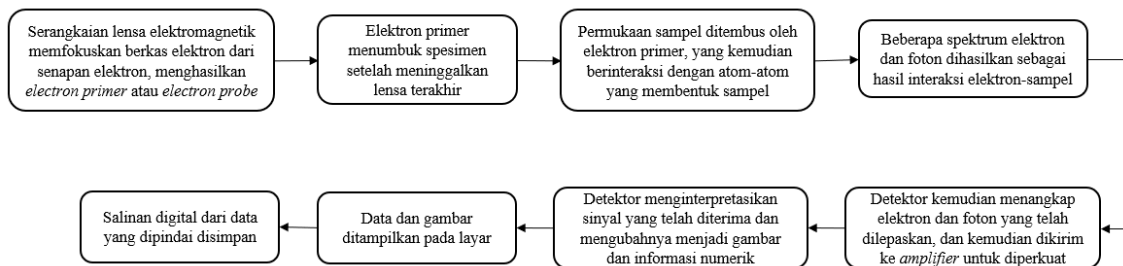 Serangkaian lensa elektromagnetik
memfokuskan berkas elektron dari
senapan elektron, menghasilkan
electron primer atau electron probe
Elektron primer
menumbuk spesimen
setelah meninggalkan
lensa terakhir
Permukaan sampel ditembus oleh
elektron primer, yang kemudian
berinteraksi dengan atom-atom
yang membentuk sampel
Beberapa spektrum elektron
dan foton dihasilkan sebagai
hasil interaksi elektron-sampel
Detektor kemudian menangkap
elektron dan foton yang telah
dilepaskan, dan kemudian dikirim
ke amplifier untuk diperkuat
Detektor menginterpretasikan
sinyal yang telah diterima dan
mengubahnya menjadi gambar
dan informasi numerik
Data dan gambar
ditampilkan pada layar
Salinan digital dari data
yang dipindai disimpan